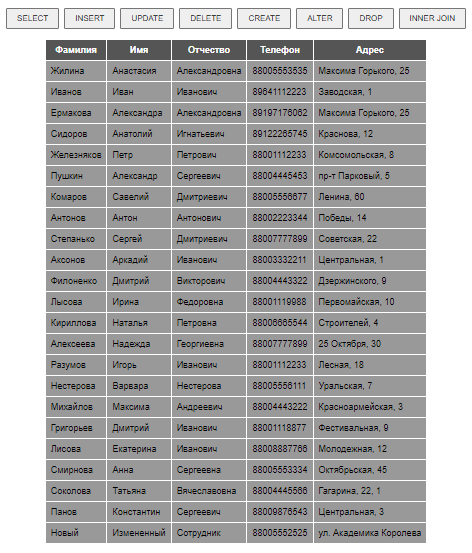 SELECT INSERT UPDATE DELETE CREATE ALTER DROP INNER JOIN
Фамилия Имя Отчество Телефон Адрес
Жилина Анастасия Александровна 88005553535 Максима Горького, 25
Иванов Иван Иванович 89641112223 Заводская, 1
Ермакова Александра Александровна 89197176062 Максима Горького, 25
Сидоров Анатолий Игнатьевич 89122265745 Краснова, 12
Железняков Петр Петрович 88001112233 Комсомольская, 8
Пушкин Александр Сергеевич 88004445453 пр-т Парковый, 5
Комаров Савелий Дмитриевич 88005556677 Ленина, 60
Антонов Антон Антонович 88002223344 Победы, 14
Степанько Сергей Дмитриевич 88007777899 Советская, 22
Аксонов Аркадий Иванович 88003332211 Центральная, 1
Филоненко Дмитрий Викторович 88004443322 Дзержинского, 9
Лысова Ирина Федоровна 88001119988 Первомайская, 10
Кириллова Наталья Петровна 88006665544 Строителей, 4
Алексеева Надежда Георгиевна 88007777899 25 Октября, 30
Разумов Игорь Иванович 88001112233 Лесная, 18
Нестерова Варвара Нестерова 88005556111 Уральская, 7
Михайлов Максима Андреевич 88004443222 Красноармейская, 3
Григорьев Дмитрий Иванович 88001118877 Фестивальная, 9
Лисова Екатерина Иванович 88008887766 Молодежная, 12
Смирнова Анна Сергеевна 88005553334 Октябрьская, 45
Соколова Татьяна Вячеславовна 88004445566 Гагарина, 22, 1
Панов Константин Сергеевич 88009876543 Центральная, 3
Новый Измененный Сотрудник 88005552525 ул. Академика Королева